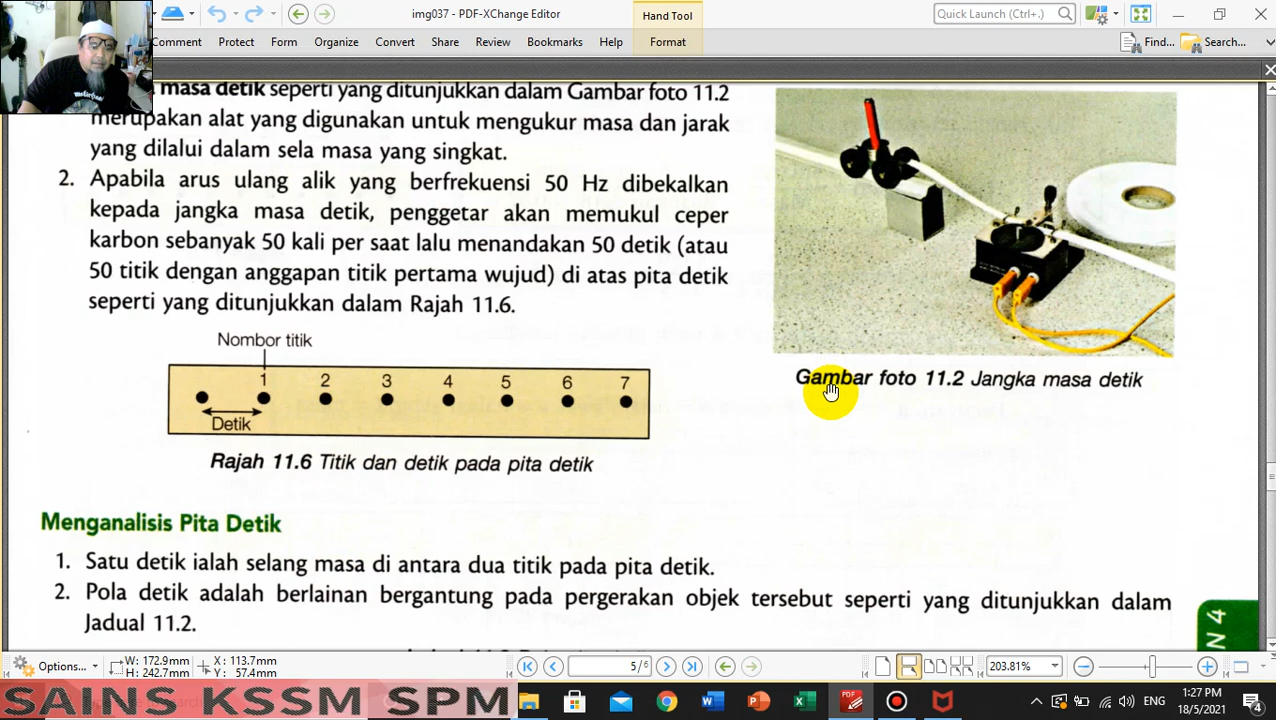 img037 - PDF-XChange Editor
Hand Tool
Quick Launch (Ctrl+.)
Comment Protect Form Organize Convert Share Review Bookmarks Help Format
Find... Search...
masa detik seperti yang ditunjukkan dalam Gambar foto 11.2
merupakan alat yang digunakan untuk mengukur masa dan jarak
yang dilalui dalam sela masa yang singkat.
2. Apabila arus ulang alik yang berfrekuensi 50 Hz dibekalkan
kepada jangka masa detik, penggetar akan memukul ceper
karbon sebanyak 50 kali per saat lalu menandakan 50 detik (atau
50 titik dengan anggapan titik pertama wujud) di atas pita detik
seperti yang ditunjukkan dalam Rajah 11.6.
Nombor titik
1 2 3 4 5 6 7
Detik
Rajah 11.6 Titik dan detik pada pita detik
Gambar foto 11.2 Jangka masa detik
Menganalisis Pita Detik
1. Satu detik ialah selang masa di antara dua titik pada pita detik.
2. Pola detik adalah berlainan bergantung pada pergerakan objek tersebut seperti yang ditunjukkan dalam
Jadual 11.2.
N 4
Options...
W: 172.9mm
H: 242.7mm
X: 113.7mm
Y: 57.4mm
5/6
203.81%
SAINS KSSM SPM
ENG
1:27 PM
18/5/2021
4